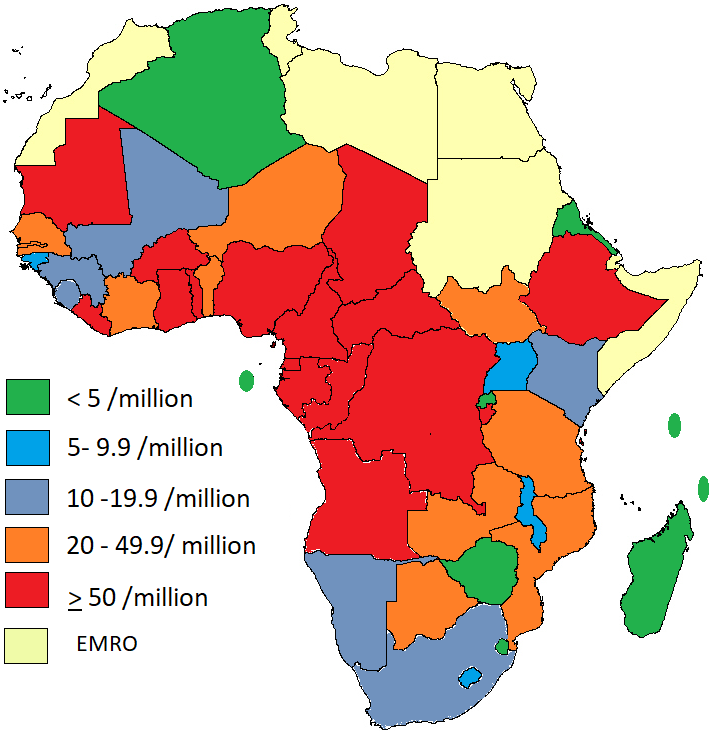 < 5 /million
5- 9.9 /million
10 -19.9 /million
20 - 49.9/ million
≥ 50 /million
EMRO